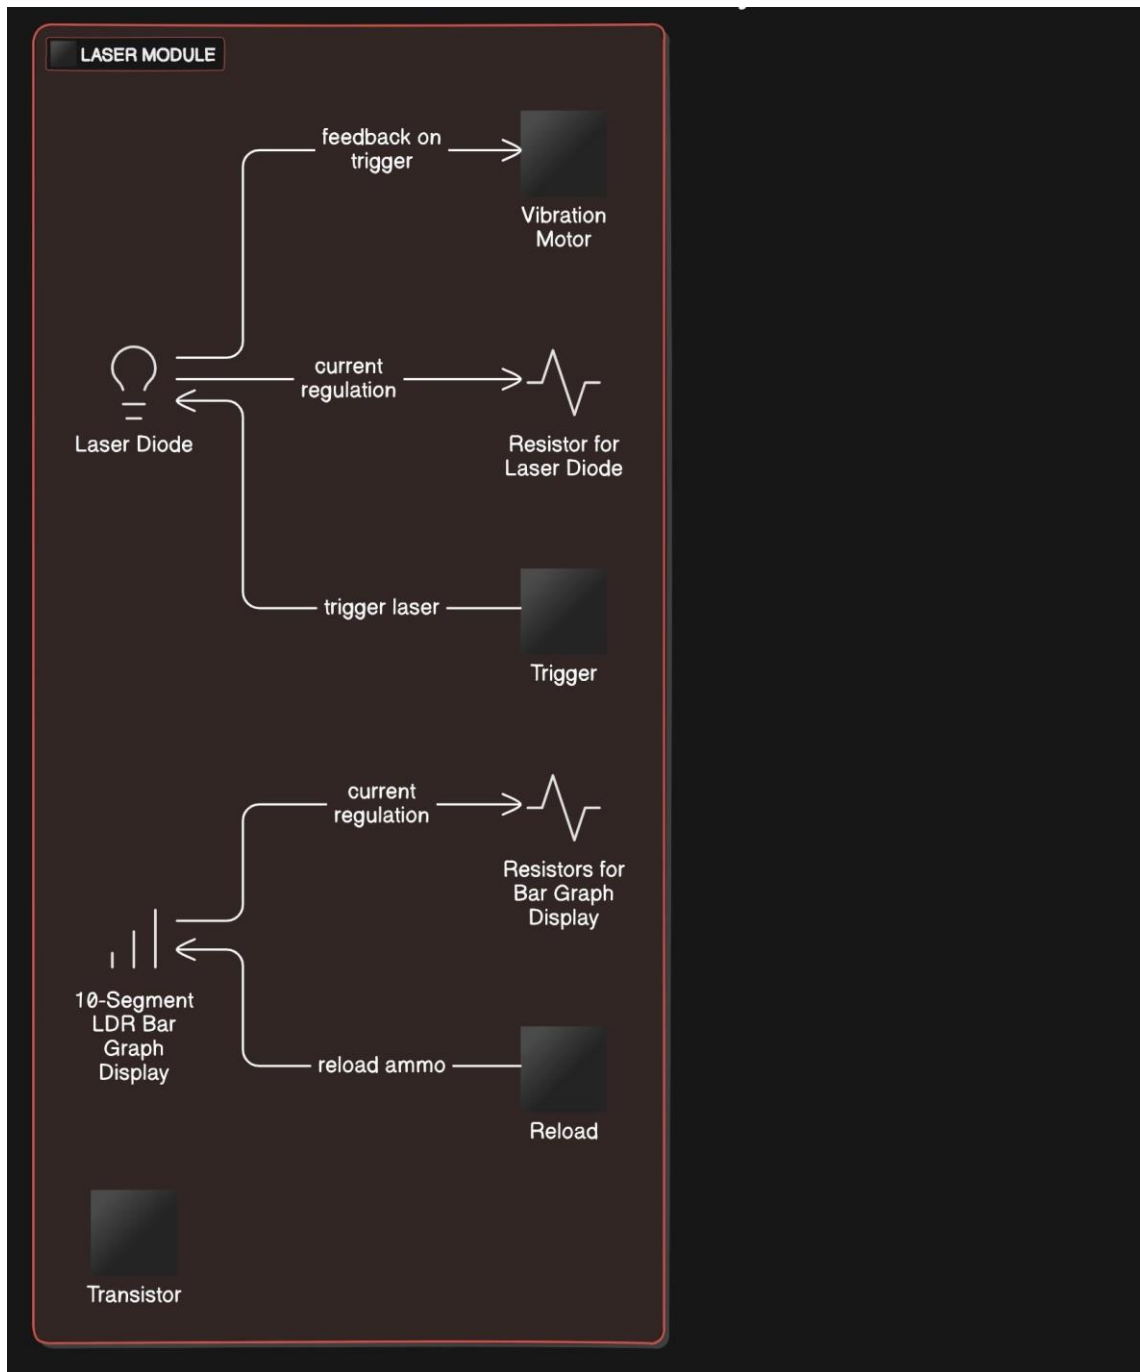 LASER MODULE
feedback on
trigger
Vibration
Motor
current
regulation
Laser Diode
Resistor for
Laser Diode
trigger laser
Trigger
current
regulation
Resistors for
Bar Graph
Display
10-Segment
LDR Bar
Graph
Display
reload ammo
Reload
Transistor